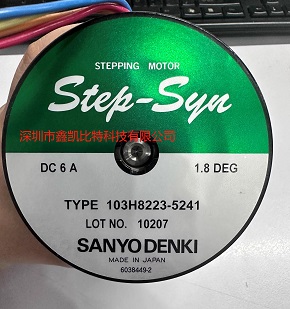 STEPPING MOTOR
Step-Syn
深圳市鑫凯比特科技有限公司
DC 6 A 1.8 DEG
TYPE 103H8223-5241
LOT NO. 10207
SANYO DENKI
MADE IN JAPAN
6038449-2